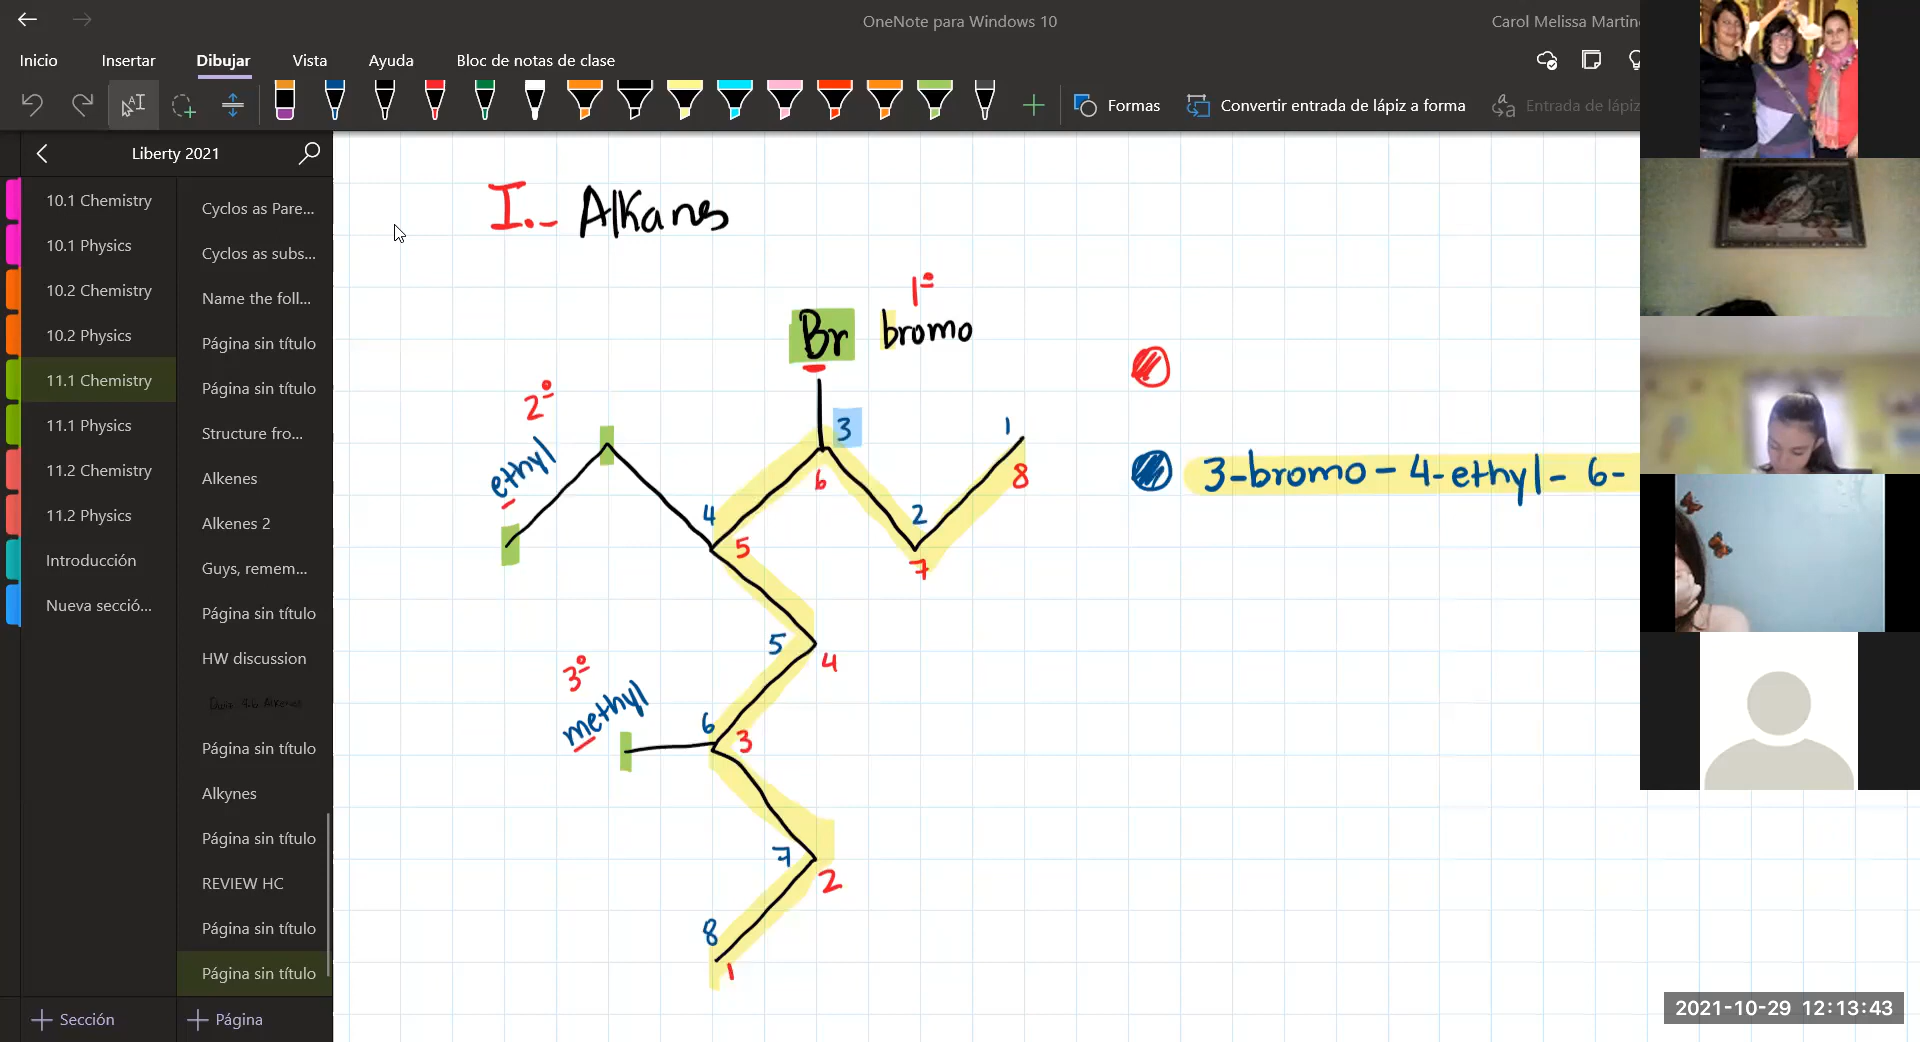 OneNote para Windows 10
Carol Melissa Martine
Inicio
Insertar
Dibujar
Vista
Ayuda
Bloc de notas de clase
Formas
Convertir entrada de lápiz a forma
Entrada de lápiz
Liberty 2021
10.1 Chemistry
10.1 Physics
10.2 Chemistry
10.2 Physics
11.1 Chemistry
11.1 Physics
11.2 Chemistry
11.2 Physics
Introducción
Nueva secció...
Cyclos as Pare...
Cyclos as subs...
Name the foll...
Página sin título
Página sin título
Structure fro...
Alkenes
Alkenes 2
Guys, remem...
Página sin título
HW discussion
Página sin título
Alkynes
Página sin título
REVIEW HC
Página sin título
Página sin título
Sección
Página
I.- Alkanes
1º
Br bromo
2º
ethyl
3 1
6 8
4 2
5 7
3-bromo-4-ethyl-6-
5
4
3º
methyl
6
3
7
2
8
1
2021-10-29 12:13:43